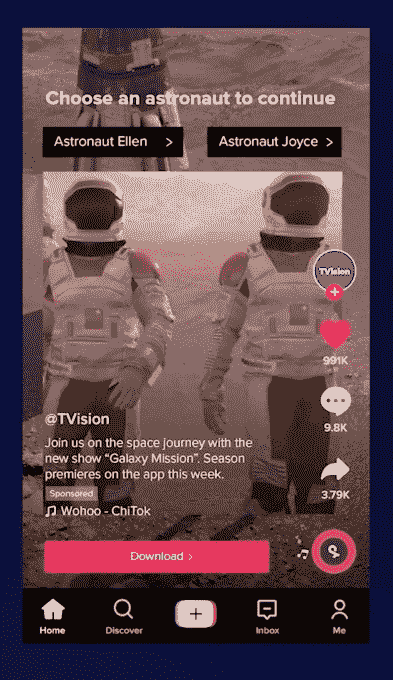 Choose an astronaut to continue
Astronaut Ellen >
Astronaut Joyce >
TVision
991K
9.8K
3.79K
@TVision
Join us on the space journey with the
new show “Galaxy Mission”. Season
premieres on the app this week.
Sponsored
Wohoo - ChiTok
Download >
Home
Discover
Inbox
Me